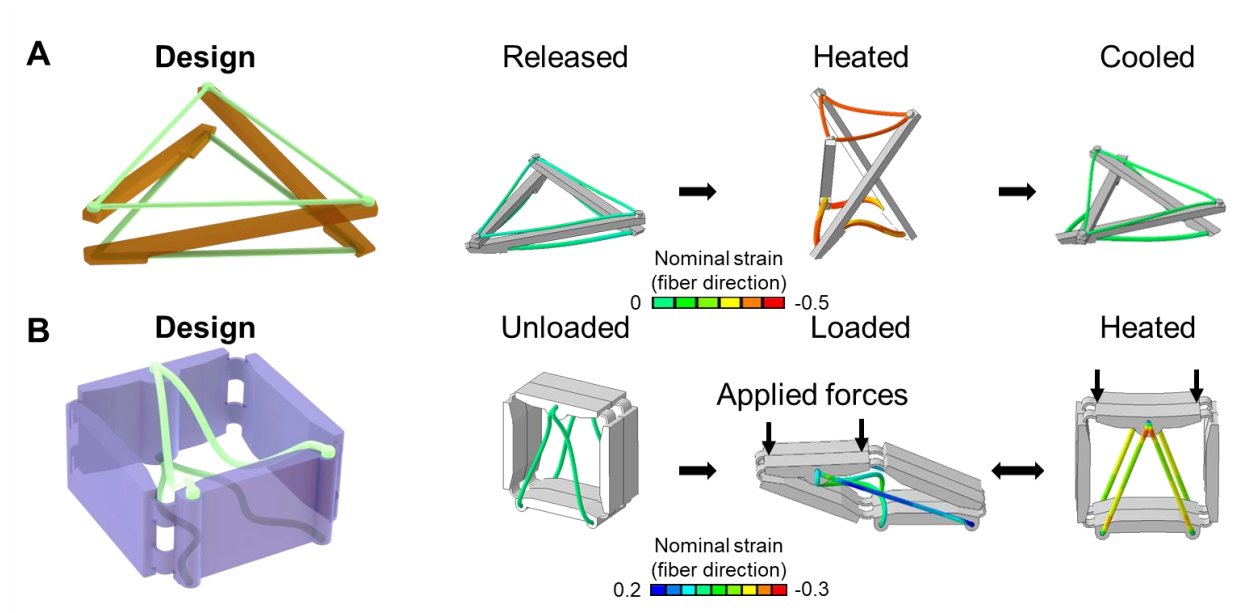 A
Design
Released
Heated
Cooled
Nominal strain
(fiber direction)
0
-0.5
B
Design
Unloaded
Loaded
Heated
Applied forces
Nominal strain
(fiber direction)
0.2
-0.3